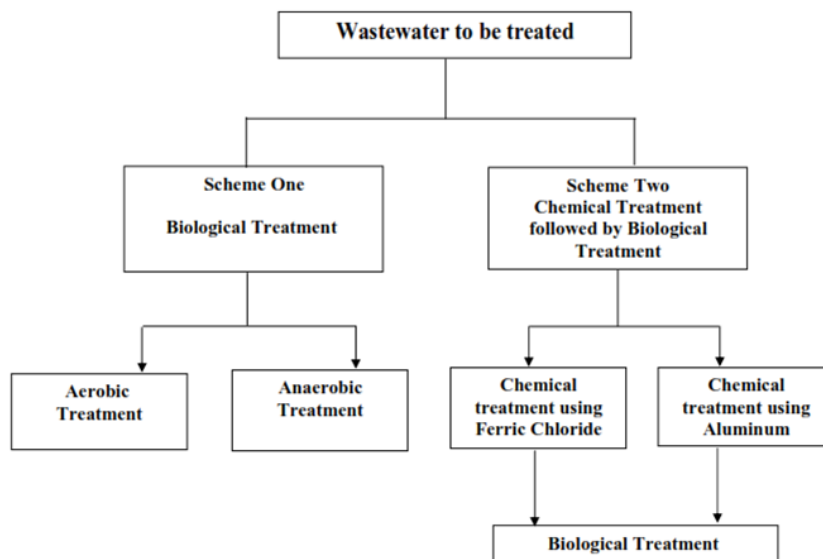 Wastewater to be treated
Scheme One
Biological Treatment
Scheme Two
Chemical Treatment
followed by Biological
Treatment
Aerobic
Treatment
Anaerobic
Treatment
Chemical
treatment using
Ferric Chloride
Chemical
treatment using
Aluminum
Biological Treatment